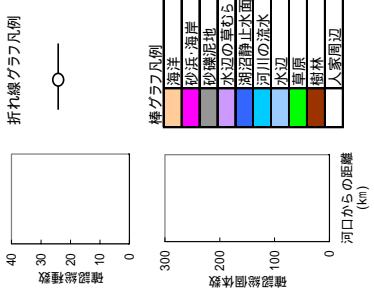 折れ線グラフ凡例
棒グラフ凡例
海洋
砂浜・海岸
砂礫泥地
水辺の草むら
湖沼静止水面
河川の流水
水辺
草原
樹林
人家周辺
確認総種数
40
30
20
10
0
確認総個体数
300
200
100
0
河口からの距離
(km)